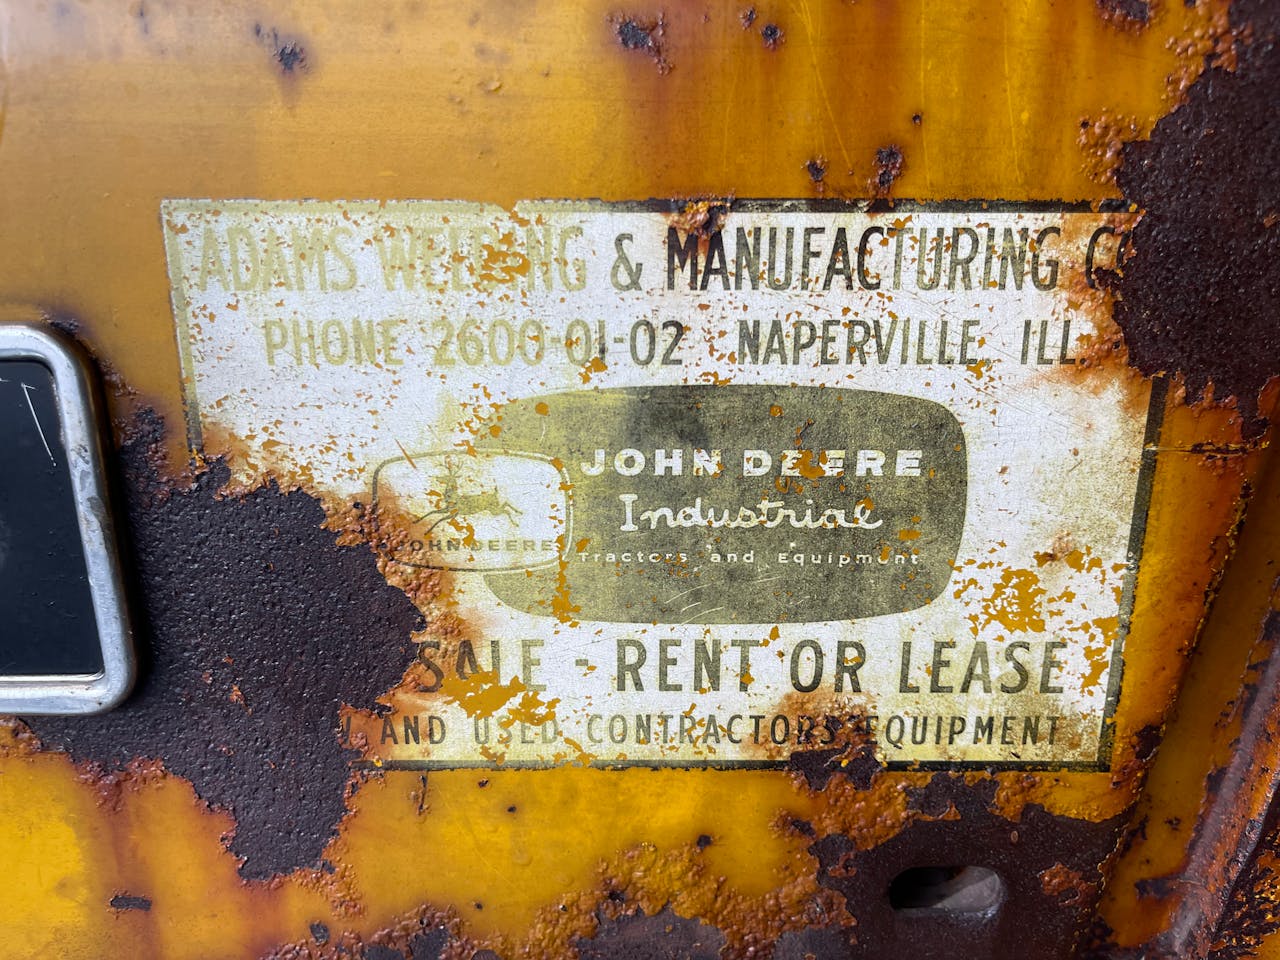 ADAMS WELDING & MANUFACTURING CO
PHONE 2600-01-02 NAPERVILLE, ILL.
JOHN DEERE
Industrial
Tractors and Equipment
JOHN DEERE
SALE - RENT OR LEASE
AND USED CONTRACTORS' EQUIPMENT